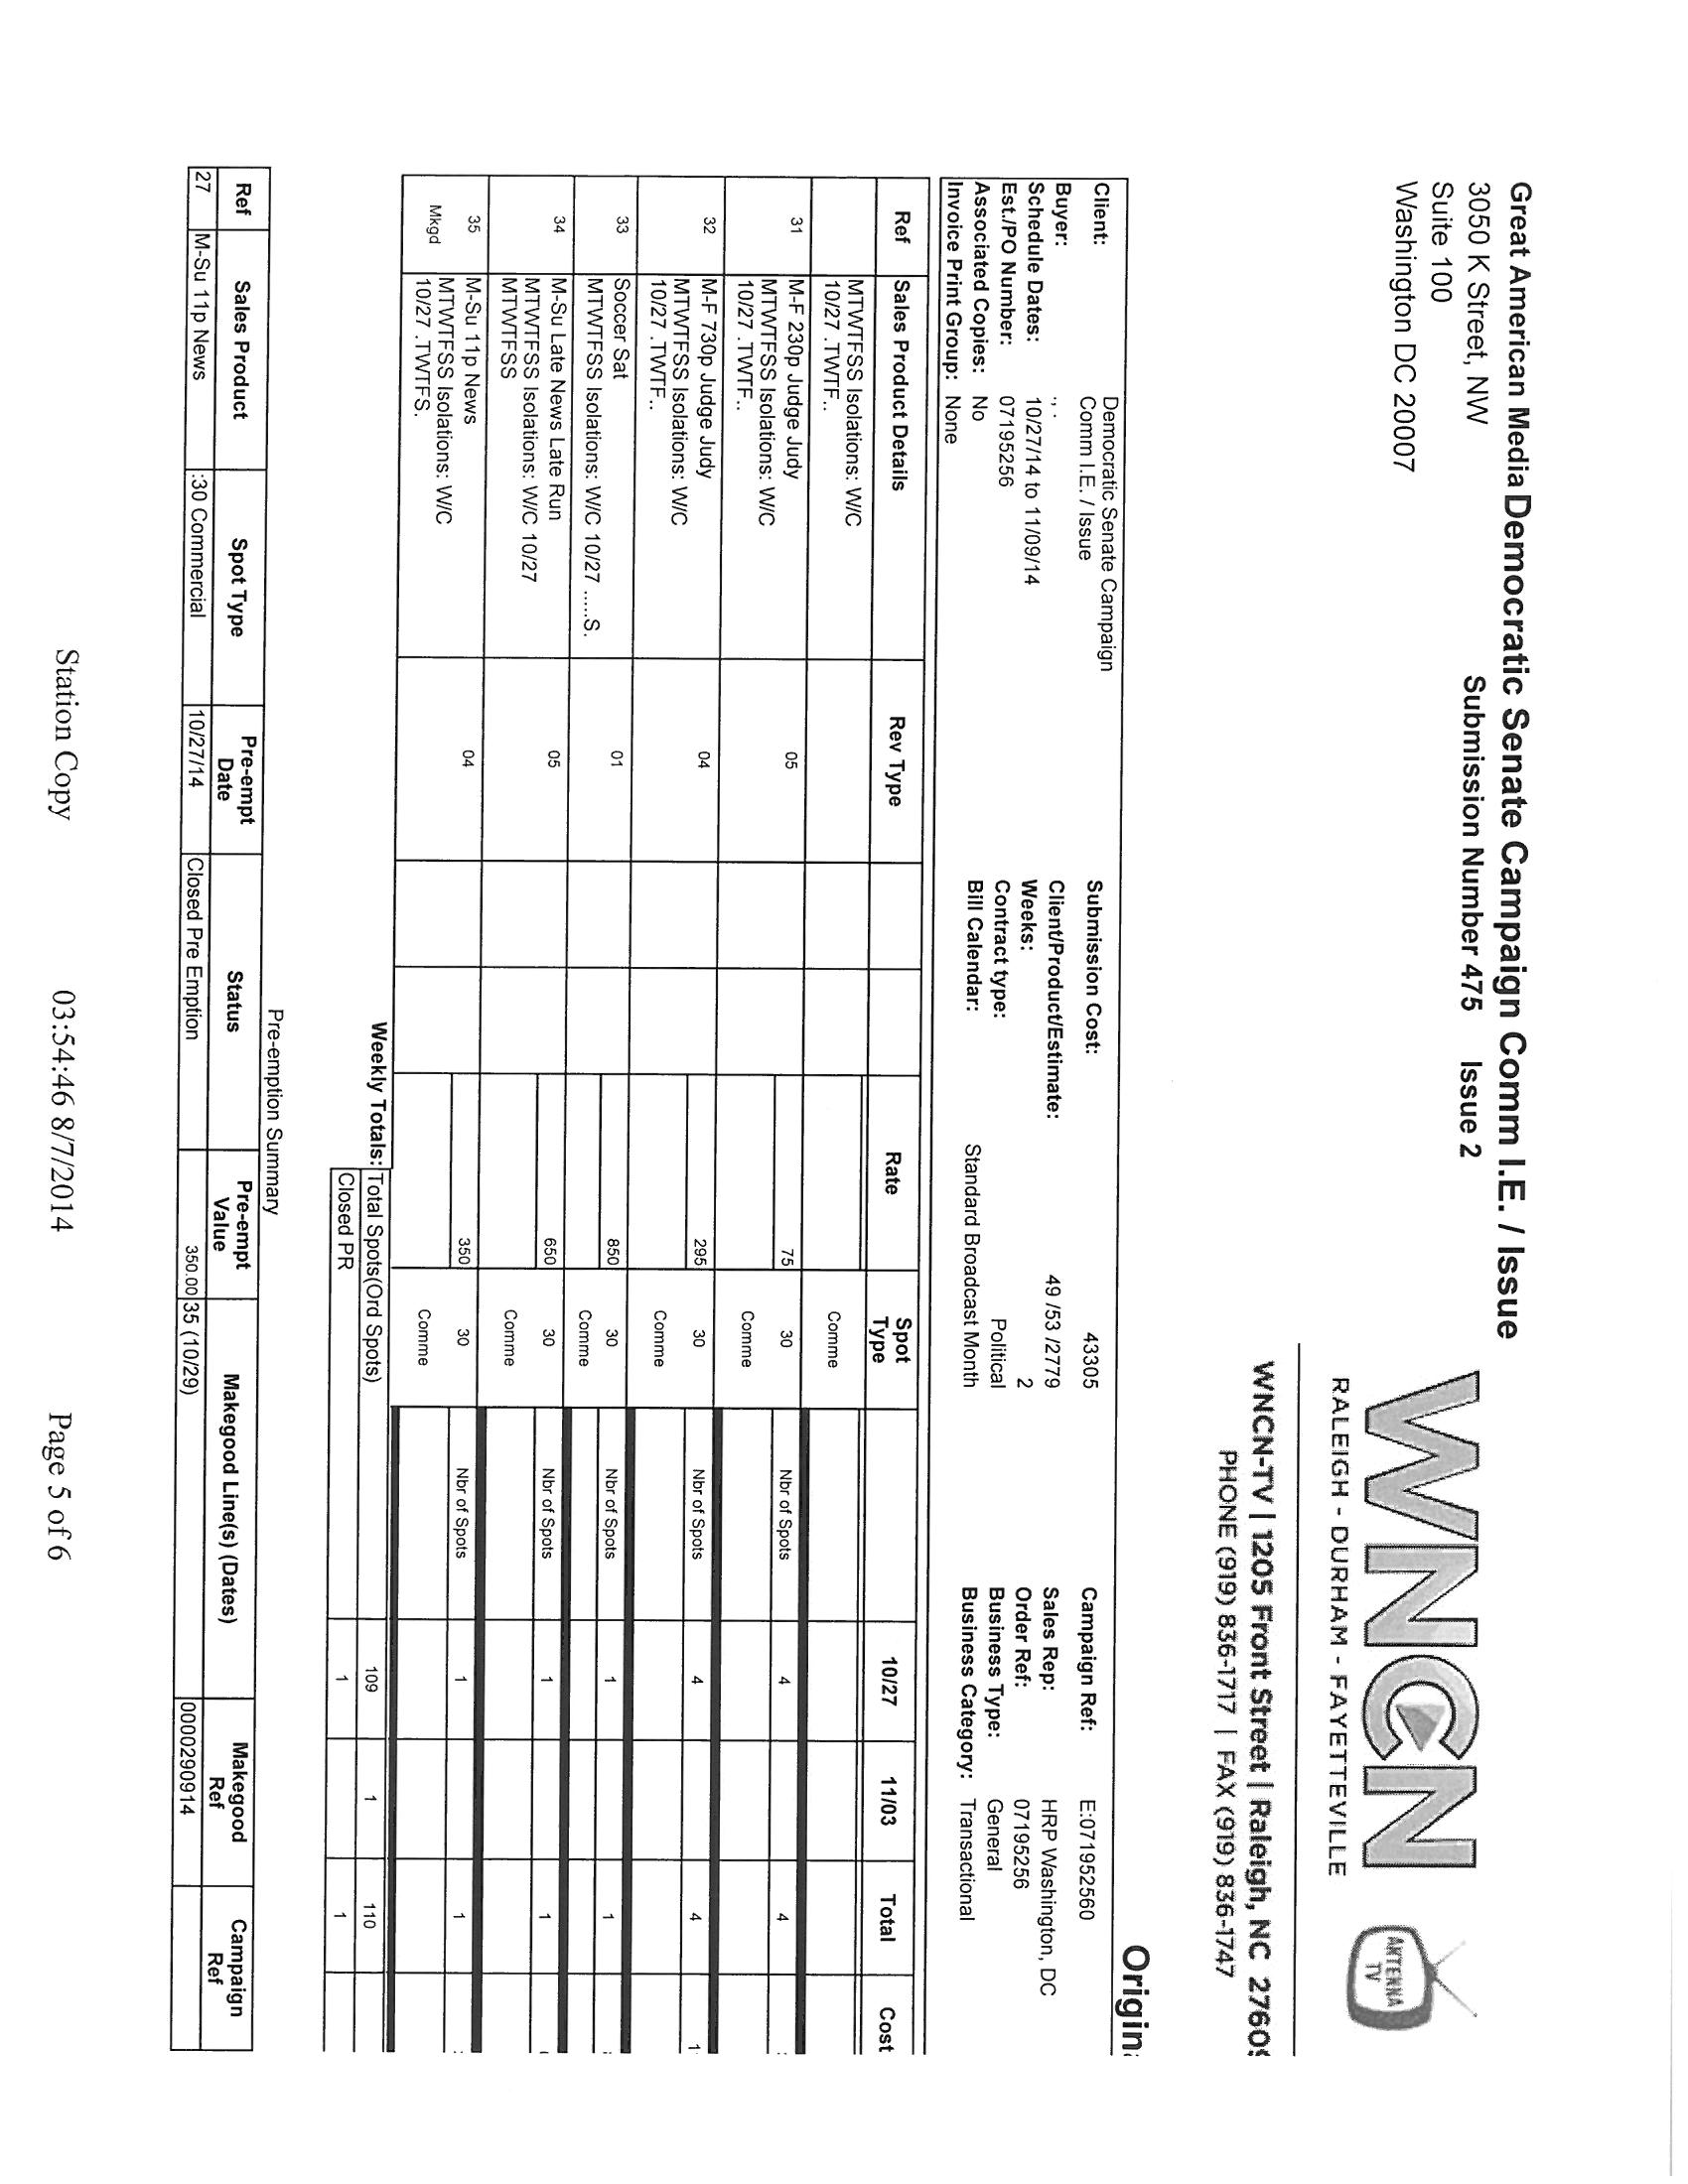 Great American Media Democratic Senate Campaign Comm I.E. / Issue
3050 K Street, NW
Suite 100
Washington DC 20007
Submission Number 475 Issue 2
WNCN
RALEIGH - DURHAM - FAYETTEVILLE
ANTENNA TV
WNCN-TV | 1205 Front Street | Raleigh, NC 27609
PHONE (919) 836-1717 | FAX (919) 836-1747
Client: Democratic Senate Campaign Comm I.E. / Issue
Buyer: , .
Schedule Dates: 10/27/14 to 11/09/14
Est./PO Number: 07195256
Associated Copies: No
Invoice Print Group: None
Submission Cost: 43305
Client/Product/Estimate: 49 /53 /2779
Weeks: 2
Contract type: Political
Bill Calendar: Standard Broadcast Month
Campaign Ref: E:071952560
Sales Rep: HRP Washington, DC
Order Ref: 07195256
Business Type: General
Business Category: Transactional
Ref Sales Product Details Rev Type Rate Spot Type 10/27 11/03 Total Cost
MTWTFSS Isolations: W/C Comme
10/27 .TWTF..
31 M-F 230p Judge Judy 05 75 30 Nbr of Spots 4 4
MTWTFSS Isolations: W/C Comme
10/27 .TWTF..
32 M-F 730p Judge Judy 04 295 30 Nbr of Spots 4 4 1
MTWTFSS Isolations: W/C Comme
10/27 .TWTF..
33 Soccer Sat 01 850 30 Nbr of Spots 1 1
MTWTFSS Isolations: W/C 10/27 .....S. Comme
34 M-Su Late News Late Run 05 650 30 Nbr of Spots 1 1
MTWTFSS Isolations: W/C 10/27 Comme
MTWTFSS
35 M-Su 11p News 04 350 30 Nbr of Spots 1 1
MTWTFSS Isolations: W/C Comme
Mkgd 10/27 .TWTFS.
Weekly Totals: Total Spots(Ord Spots) 109 1 110
Closed PR 1 1
Pre-emption Summary
Ref Sales Product Spot Type Pre-empt Date Status Pre-empt Value Makegood Line(s) (Dates) Makegood Ref Campaign Ref
27 M-Su 11p News :30 Commercial 10/27/14 Closed Pre Emption 350.00 35 (10/29) 0000290914
Station Copy 03:54:46 8/7/2014 Page 5 of 6